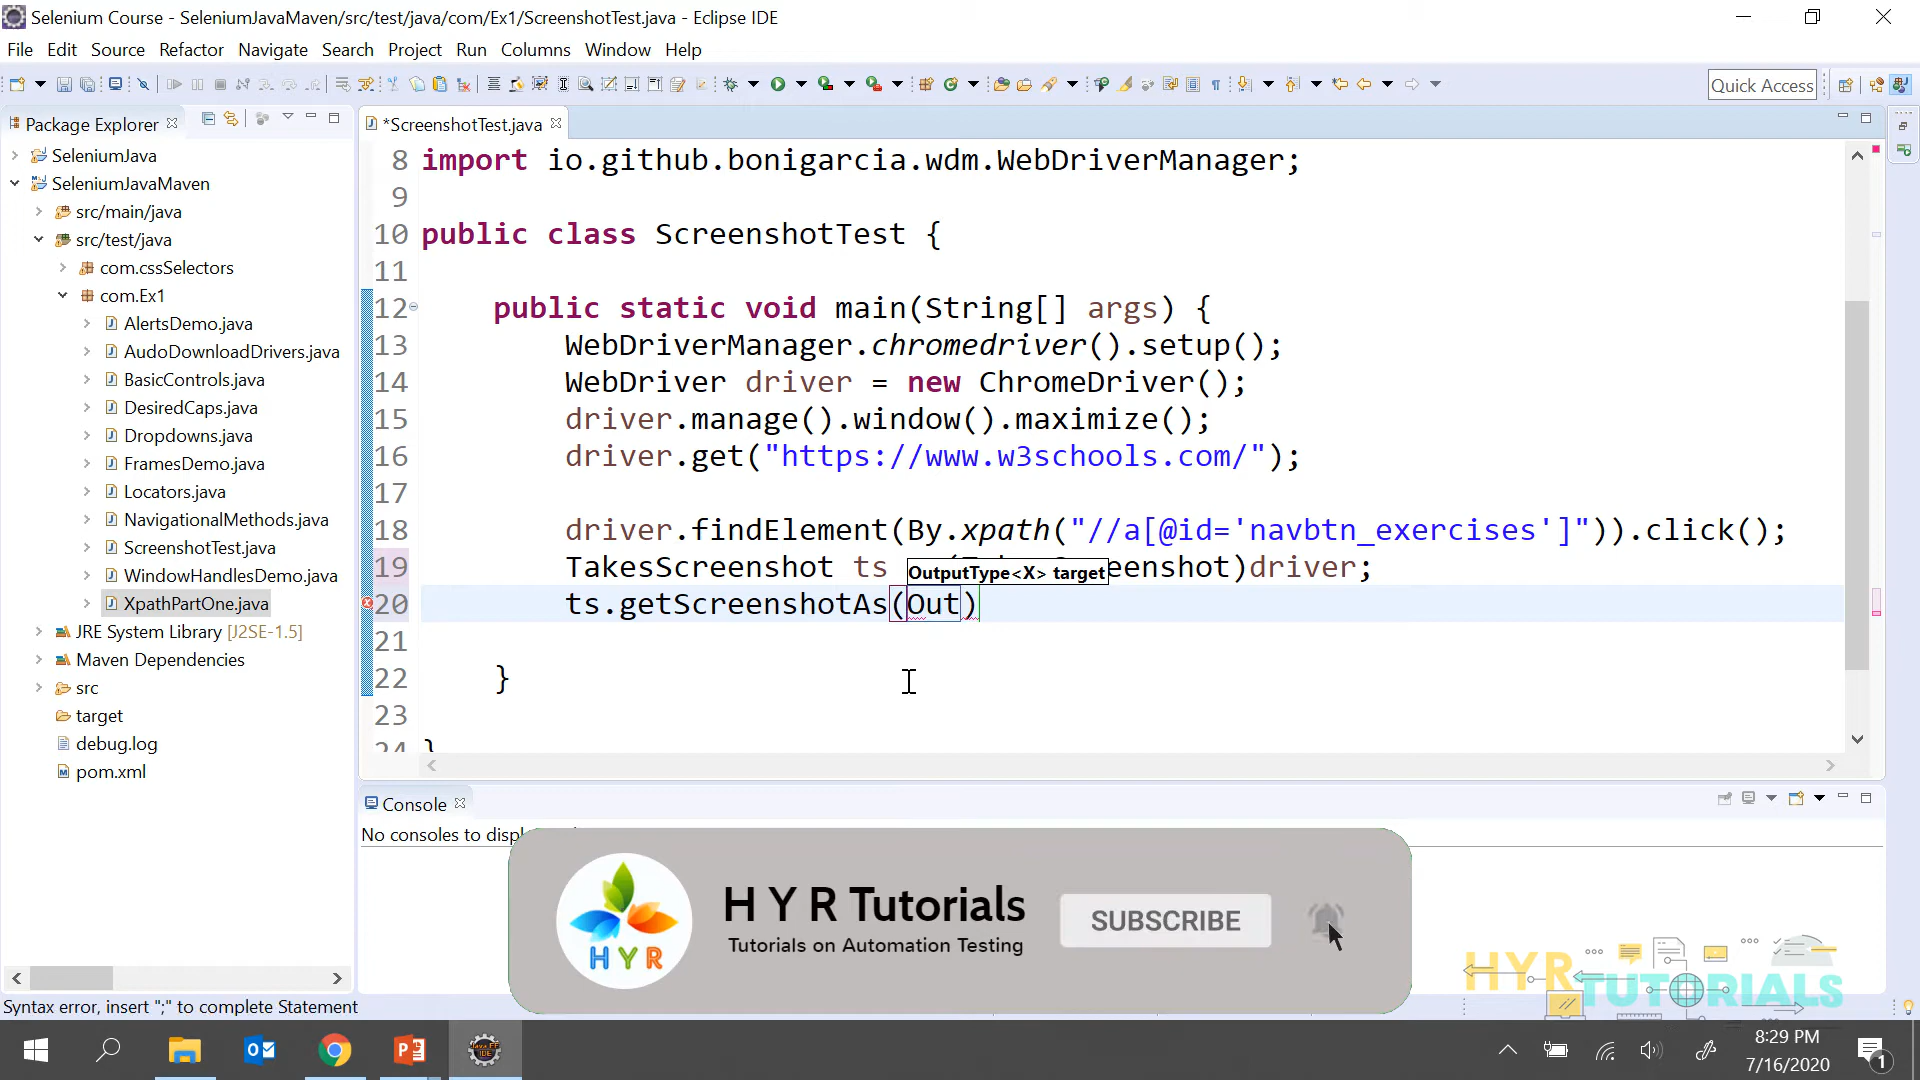 Selenium Course - SeleniumJavaMaven/src/test/java/com/Ex1/ScreenshotTest.java - Eclipse IDE
File Edit Source Refactor Navigate Search Project Run Columns Window Help
Quick Access
Package Explorer
SeleniumJava
SeleniumJavaMaven
src/main/java
src/test/java
com.cssSelectors
com.Ex1
AlertsDemo.java
AudoDownloadDrivers.java
BasicControls.java
DesiredCaps.java
Dropdowns.java
FramesDemo.java
Locators.java
NavigationalMethods.java
ScreenshotTest.java
WindowHandlesDemo.java
XpathPartOne.java
JRE System Library [J2SE-1.5]
Maven Dependencies
src
target
debug.log
pom.xml
*ScreenshotTest.java
8 import io.github.bonigarcia.wdm.WebDriverManager;
9
10 public class ScreenshotTest {
11
12 public static void main(String[] args) {
13 WebDriverManager.chromedriver().setup();
14 WebDriver driver = new ChromeDriver();
15 driver.manage().window().maximize();
16 driver.get("https://www.w3schools.com/");
17
18 driver.findElement(By.xpath("//a[@id='navbtn_exercises']")).click();
19 TakesScreenshot ts eenshot)driver;
OutputType<X> target
20 ts.getScreenshotAs(Out)
21
22 }
23
24 }
Console
No consoles to disp
H Y R Tutorials
Tutorials on Automation Testing
HYR
SUBSCRIBE
HYR
TUTORIALS
Syntax error, insert ";" to complete Statement
8:29 PM
7/16/2020
1